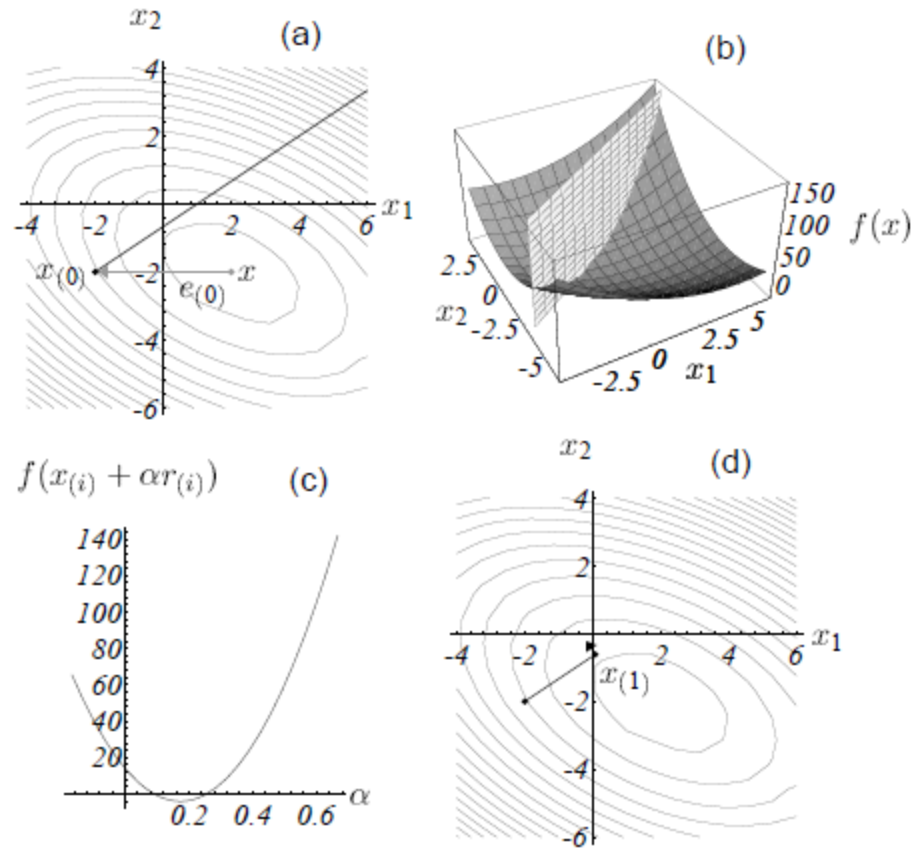 (a)
x₂
4
2
-4 -2 2 4 6 x₁
x₍₀₎ -2 x
e₍₀₎
-4
-6
(b)
150
100
50
0
f(x)
2.5
0
-2.5
-5
x₂
-2.5 0 2.5 5
x₁
(c)
f(x₍ᵢ₎ + αr₍ᵢ₎)
140
120
100
80
60
40
20
0.2 0.4 0.6 α
(d)
x₂
4
2
-4 -2 2 4 6 x₁
x₍₁₎
-2
-4
-6